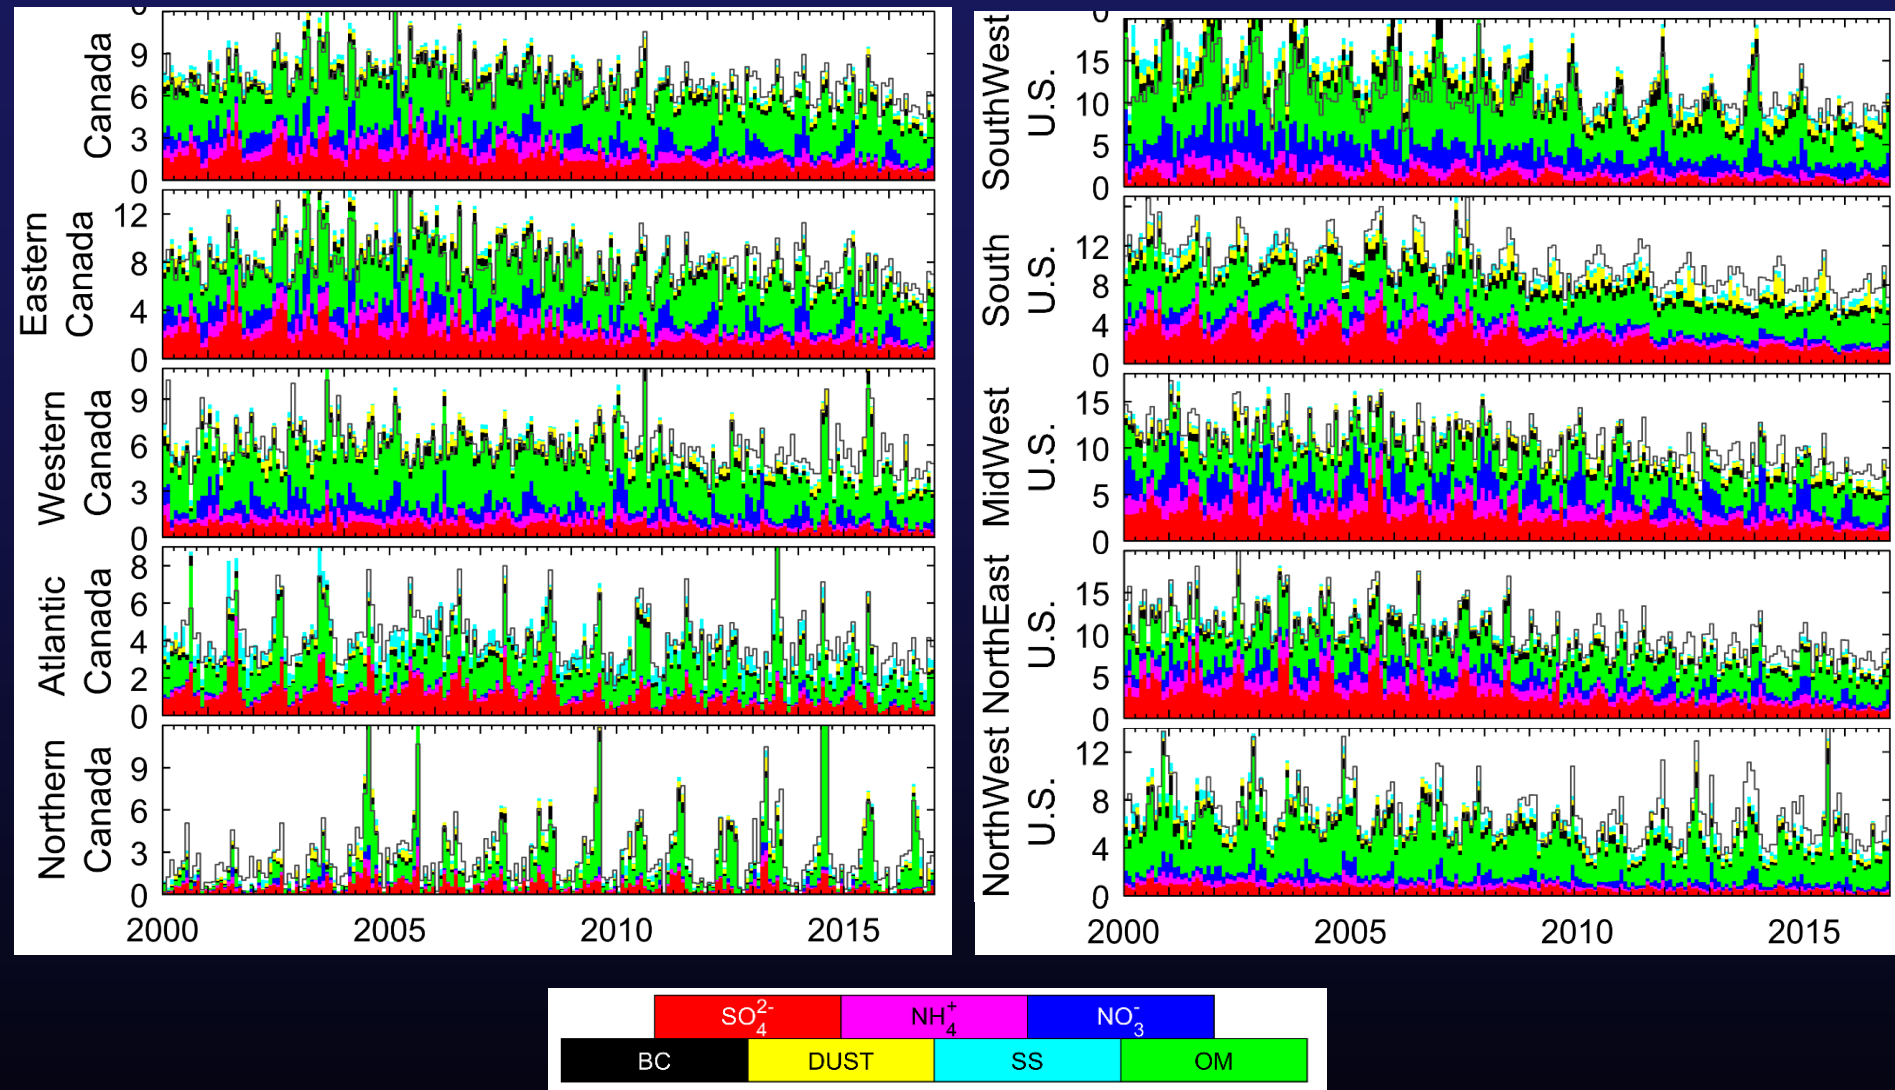 6
9
6
3
0
Canada
12
8
4
0
Eastern
Canada
9
6
3
0
Western
Canada
8
6
4
2
0
Atlantic
Canada
9
6
3
0
Northern
Canada
2000 2005 2010 2015
0
15
10
5
0
SouthWest
U.S.
12
8
4
0
South
U.S.
15
10
5
0
MidWest
U.S.
15
10
5
0
NorthEast
U.S.
12
8
4
0
NorthWest
U.S.
2000 2005 2010 2015
SO₄²⁻ NH₄⁺ NO₃⁻
BC DUST SS OM